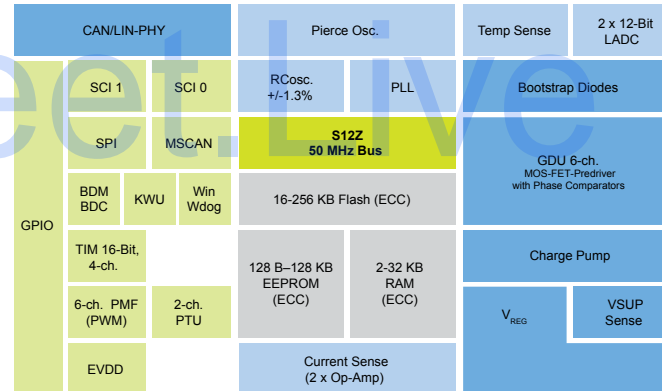 CAN/LIN-PHY
Pierce Osc.
Temp Sense
2 x 12-Bit
LADC
GPIO
SCI 1
SCI 0
RCosc.
+/-1.3%
PLL
Bootstrap Diodes
SPI
MSCAN
S12Z
50 MHz Bus
GDU 6-ch.
MOS-FET-Predriver
with Phase Comparators
BDM
BDC
KWU
Win
Wdog
16-256 KB Flash (ECC)
TIM 16-Bit,
4-ch.
128 B–128 KB
EEPROM
(ECC)
2-32 KB
RAM
(ECC)
Charge Pump
6-ch. PMF
(PWM)
2-ch.
PTU
VREG
VSUP
Sense
EVDD
Current Sense
(2 x Op-Amp)
eet.Live